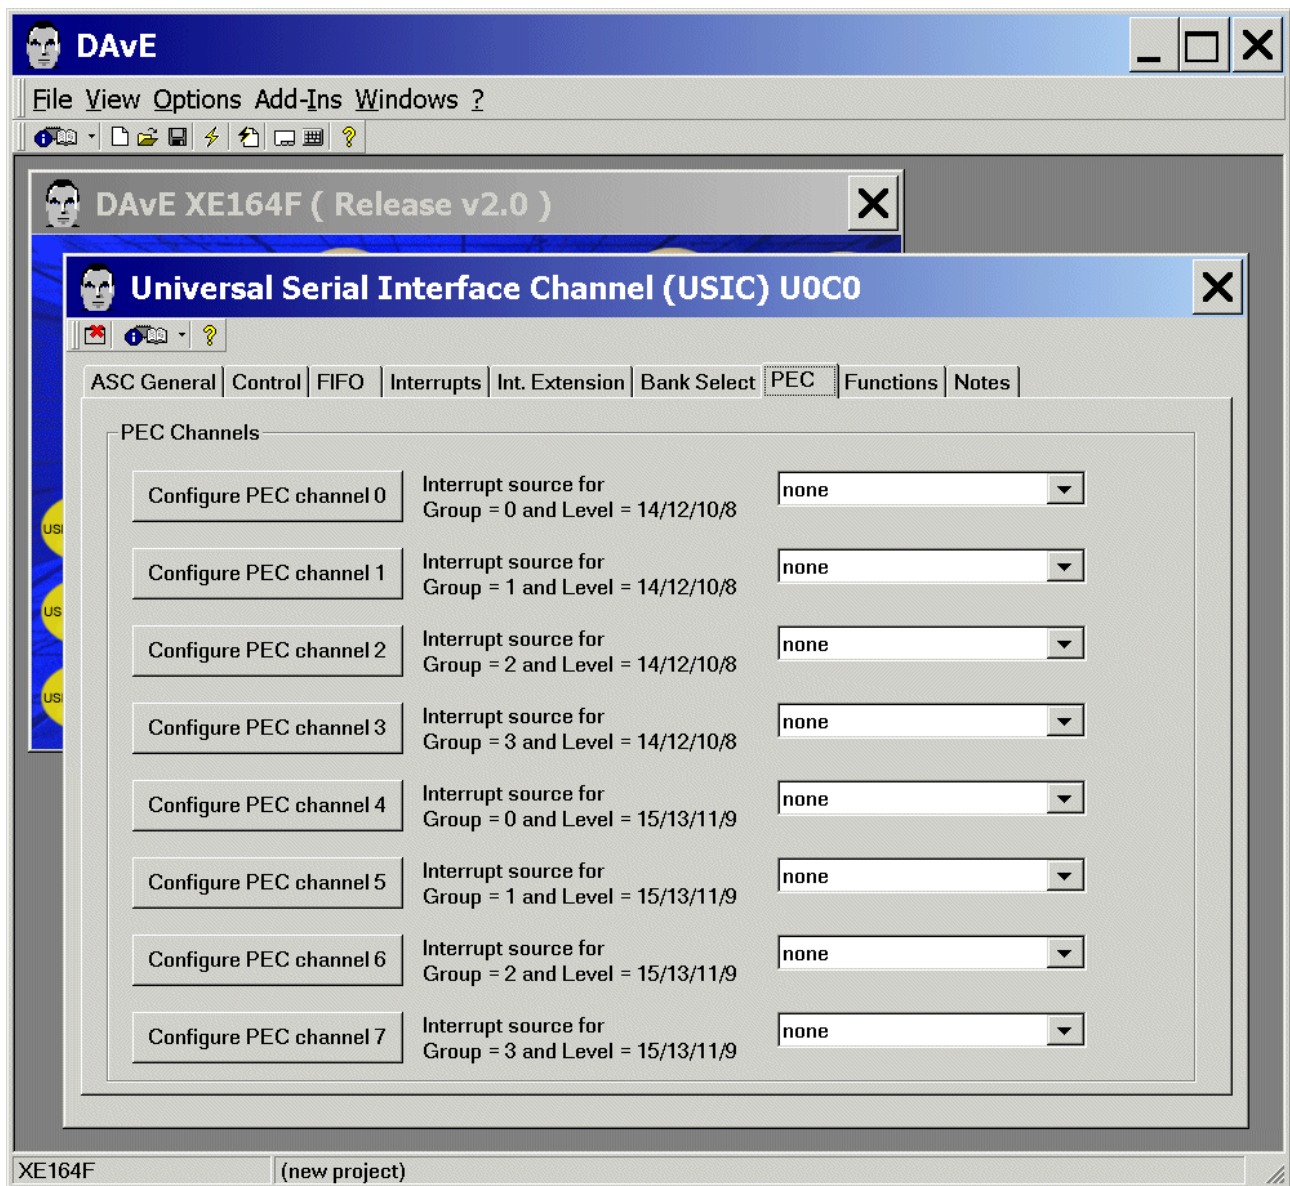 DAvE
File View Options Add-Ins Windows ?
DAvE XE164F ( Release v2.0 )
Universal Serial Interface Channel (USIC) U0C0
ASC General Control FIFO Interrupts Int. Extension Bank Select PEC Functions Notes
PEC Channels
Configure PEC channel 0
Interrupt source for
Group = 0 and Level = 14/12/10/8
none
Configure PEC channel 1
Interrupt source for
Group = 1 and Level = 14/12/10/8
none
Configure PEC channel 2
Interrupt source for
Group = 2 and Level = 14/12/10/8
none
Configure PEC channel 3
Interrupt source for
Group = 3 and Level = 14/12/10/8
none
Configure PEC channel 4
Interrupt source for
Group = 0 and Level = 15/13/11/9
none
Configure PEC channel 5
Interrupt source for
Group = 1 and Level = 15/13/11/9
none
Configure PEC channel 6
Interrupt source for
Group = 2 and Level = 15/13/11/9
none
Configure PEC channel 7
Interrupt source for
Group = 3 and Level = 15/13/11/9
none
XE164F
(new project)